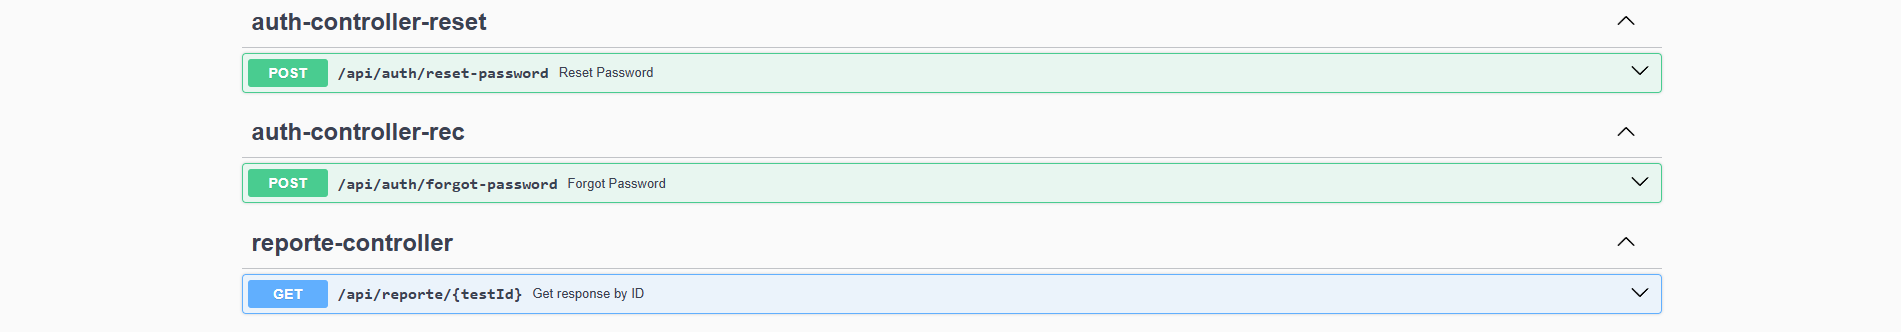 auth-controller-reset
POST /api/auth/reset-password Reset Password
auth-controller-rec
POST /api/auth/forgot-password Forgot Password
reporte-controller
GET /api/reporte/{testId} Get response by ID